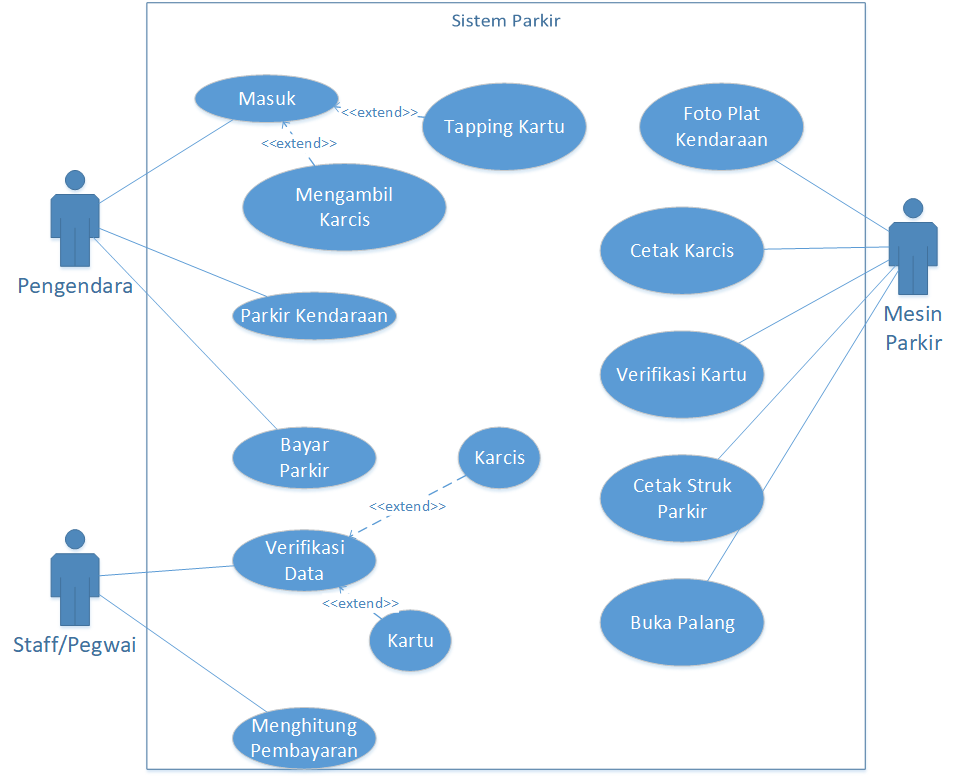 Sistem Parkir
Masuk
<<extend>>
Tapping Kartu
<<extend>>
Mengambil
Karcis
Foto Plat
Kendaraan
Pengendara
Parkir Kendaraan
Cetak Karcis
Mesin
Parkir
Verifikasi Kartu
Bayar
Parkir
Karcis
<<extend>>
Cetak Struk
Parkir
Verifikasi
Data
<<extend>>
Kartu
Staff/Pegwai
Buka Palang
Menghitung
Pembayaran